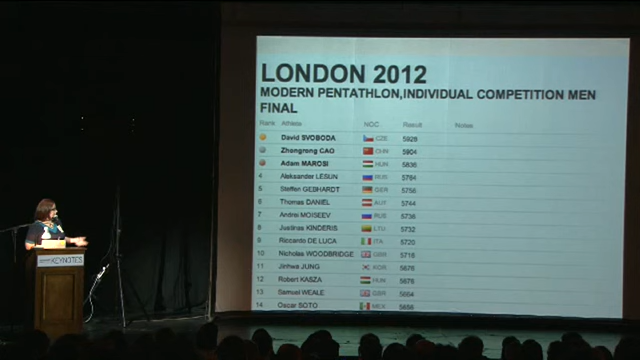 LONDON 2012
MODERN PENTATHLON,INDIVIDUAL COMPETITION MEN
FINAL
Rank Athlete NOC Result Notes
David SVOBODA CZE 5928
Zhongrong CAO CHN 5904
Adam MAROSI HUN 5836
4 Aleksander LESUN RUS 5764
5 Steffen GEBHARDT GER 5756
6 Thomas DANIEL AUT 5744
7 Andrei MOISEEV RUS 5736
8 Justinas KINDERIS LTU 5732
9 Riccardo DE LUCA ITA 5720
10 Nicholas WOODBRIDGE GBR 5716
11 Jinhwa JUNG KOR 5676
12 Robert KASZA HUN 5676
13 Samuel WEALE GBR 5664
14 Oscar SOTO MEX 5656
KEYNOTES